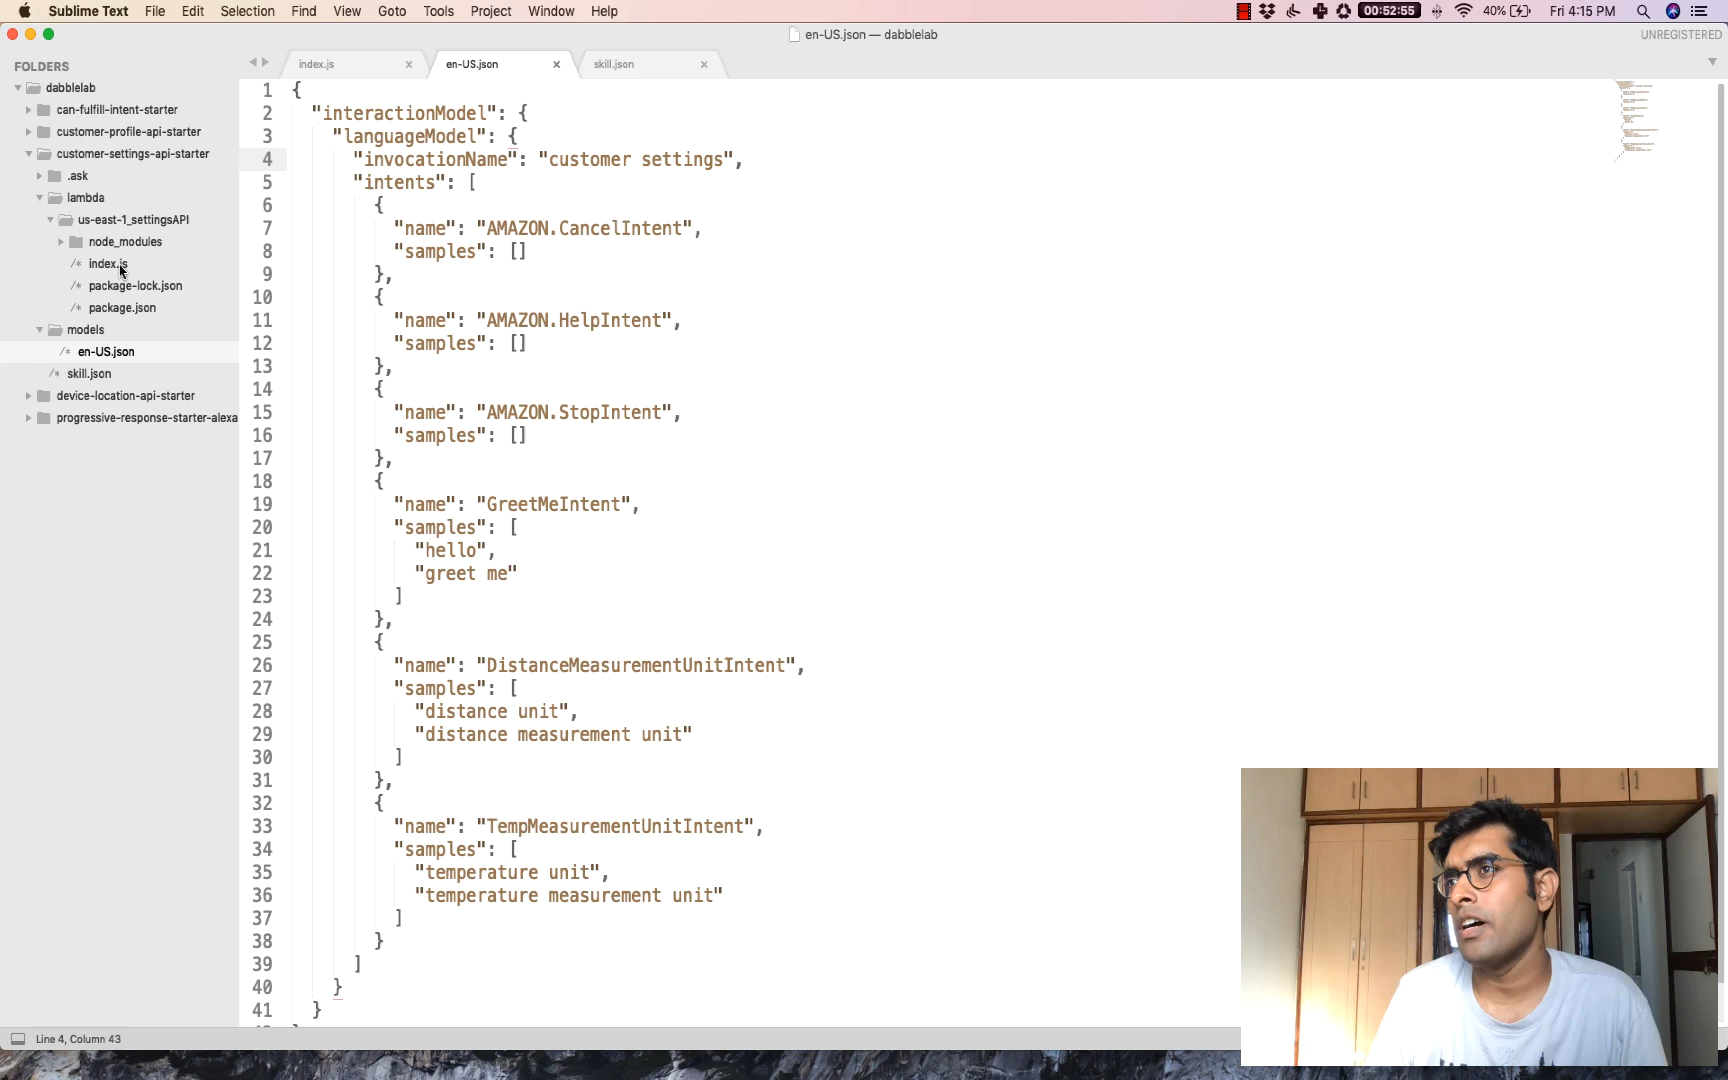 Sublime Text File Edit Selection Find View Goto Tools Project Window Help 00:52:55 40% Fri 4:15 PM
en-US.json — dabblelab UNREGISTERED
FOLDERS
dabblelab
can-fulfill-intent-starter
customer-profile-api-starter
customer-settings-api-starter
.ask
lambda
us-east-1_settingsAPI
node_modules
/* index.js
/* package-lock.json
/* package.json
models
/* en-US.json
/* skill.json
device-location-api-starter
progressive-response-starter-alexa
index.js × en-US.json × skill.json ×
1 {
2 "interactionModel": {
3 "languageModel": {
4 "invocationName": "customer settings",
5 "intents": [
6 {
7 "name": "AMAZON.CancelIntent",
8 "samples": []
9 },
10 {
11 "name": "AMAZON.HelpIntent",
12 "samples": []
13 },
14 {
15 "name": "AMAZON.StopIntent",
16 "samples": []
17 },
18 {
19 "name": "GreetMeIntent",
20 "samples": [
21 "hello",
22 "greet me"
23 ]
24 },
25 {
26 "name": "DistanceMeasurementUnitIntent",
27 "samples": [
28 "distance unit",
29 "distance measurement unit"
30 ]
31 },
32 {
33 "name": "TempMeasurementUnitIntent",
34 "samples": [
35 "temperature unit",
36 "temperature measurement unit"
37 ]
38 }
39 ]
40 }
41 }
Line 4, Column 43